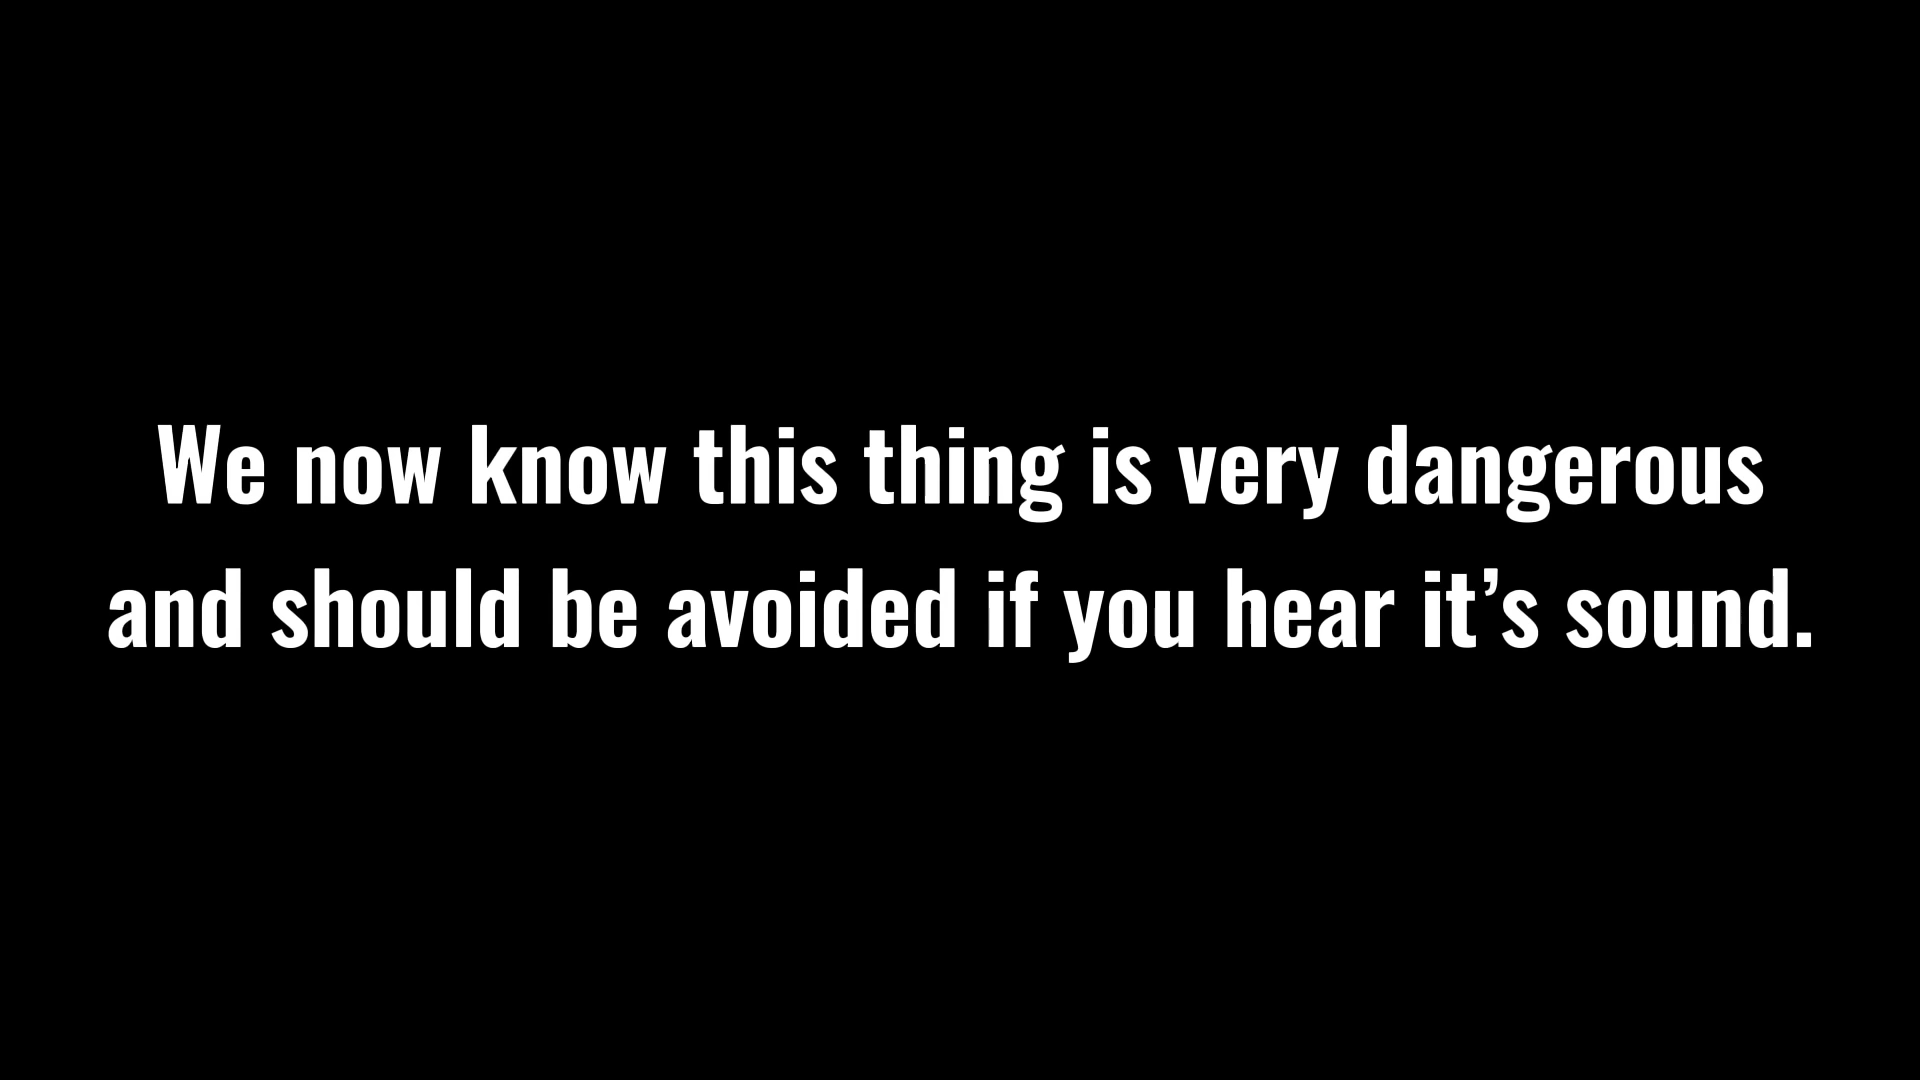 We now know this thing is very dangerous
and should be avoided if you hear it’s sound.